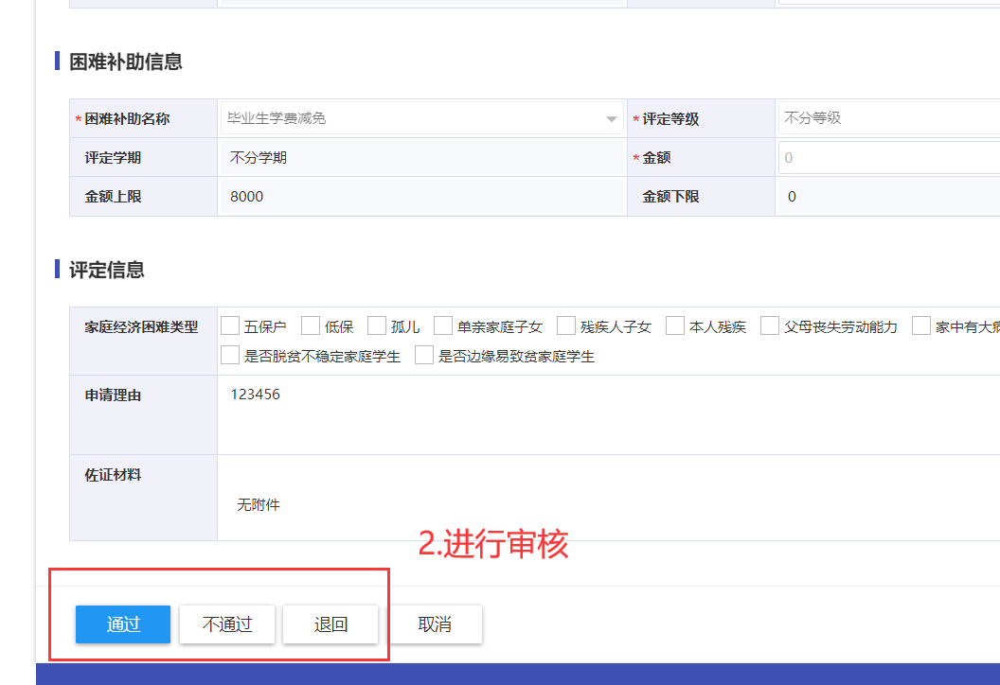 困难补助信息
*困难补助名称 毕业生学费减免 *评定等级 不分等级
评定学期 不分学期 *金额 0
金额上限 8000 金额下限 0
评定信息
家庭经济困难类型 五保户 低保 孤儿 单亲家庭子女 残疾人子女 本人残疾 父母丧失劳动能力 家中有大病
是否脱贫不稳定家庭学生 是否边缘易致贫家庭学生
申请理由 123456
佐证材料
无附件
2.进行审核
通过 不通过 退回 取消